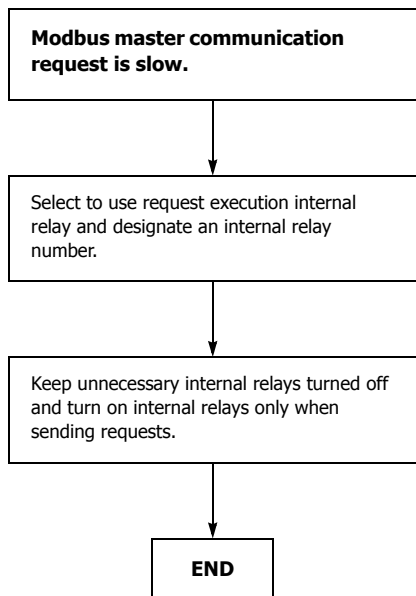 Modbus master communication
request is slow.
Select to use request execution internal
relay and designate an internal relay
number.
Keep unnecessary internal relays turned off
and turn on internal relays only when
sending requests.
END